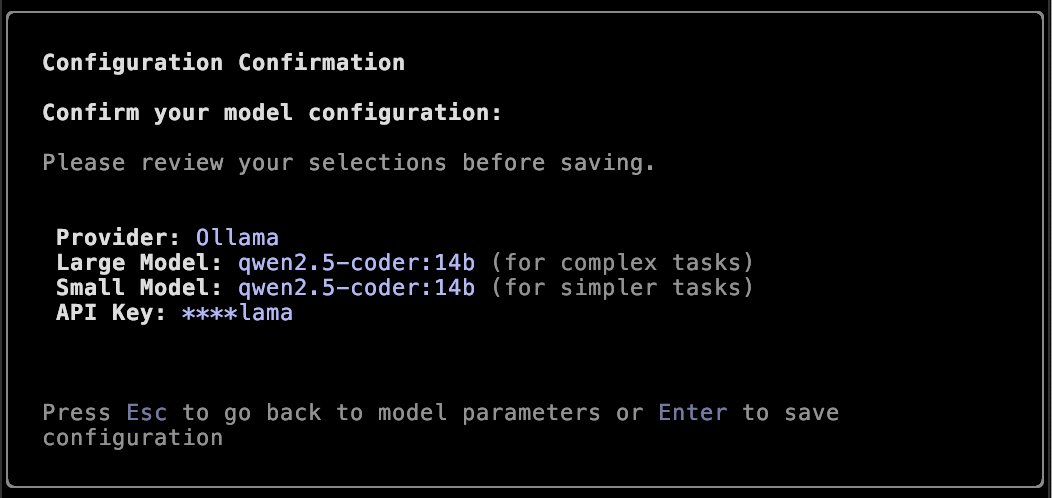 Configuration Confirmation
Confirm your model configuration:
Please review your selections before saving.
Provider: Ollama
Large Model: qwen2.5-coder:14b (for complex tasks)
Small Model: qwen2.5-coder:14b (for simpler tasks)
API Key: ****lama
Press Esc to go back to model parameters or Enter to save
configuration